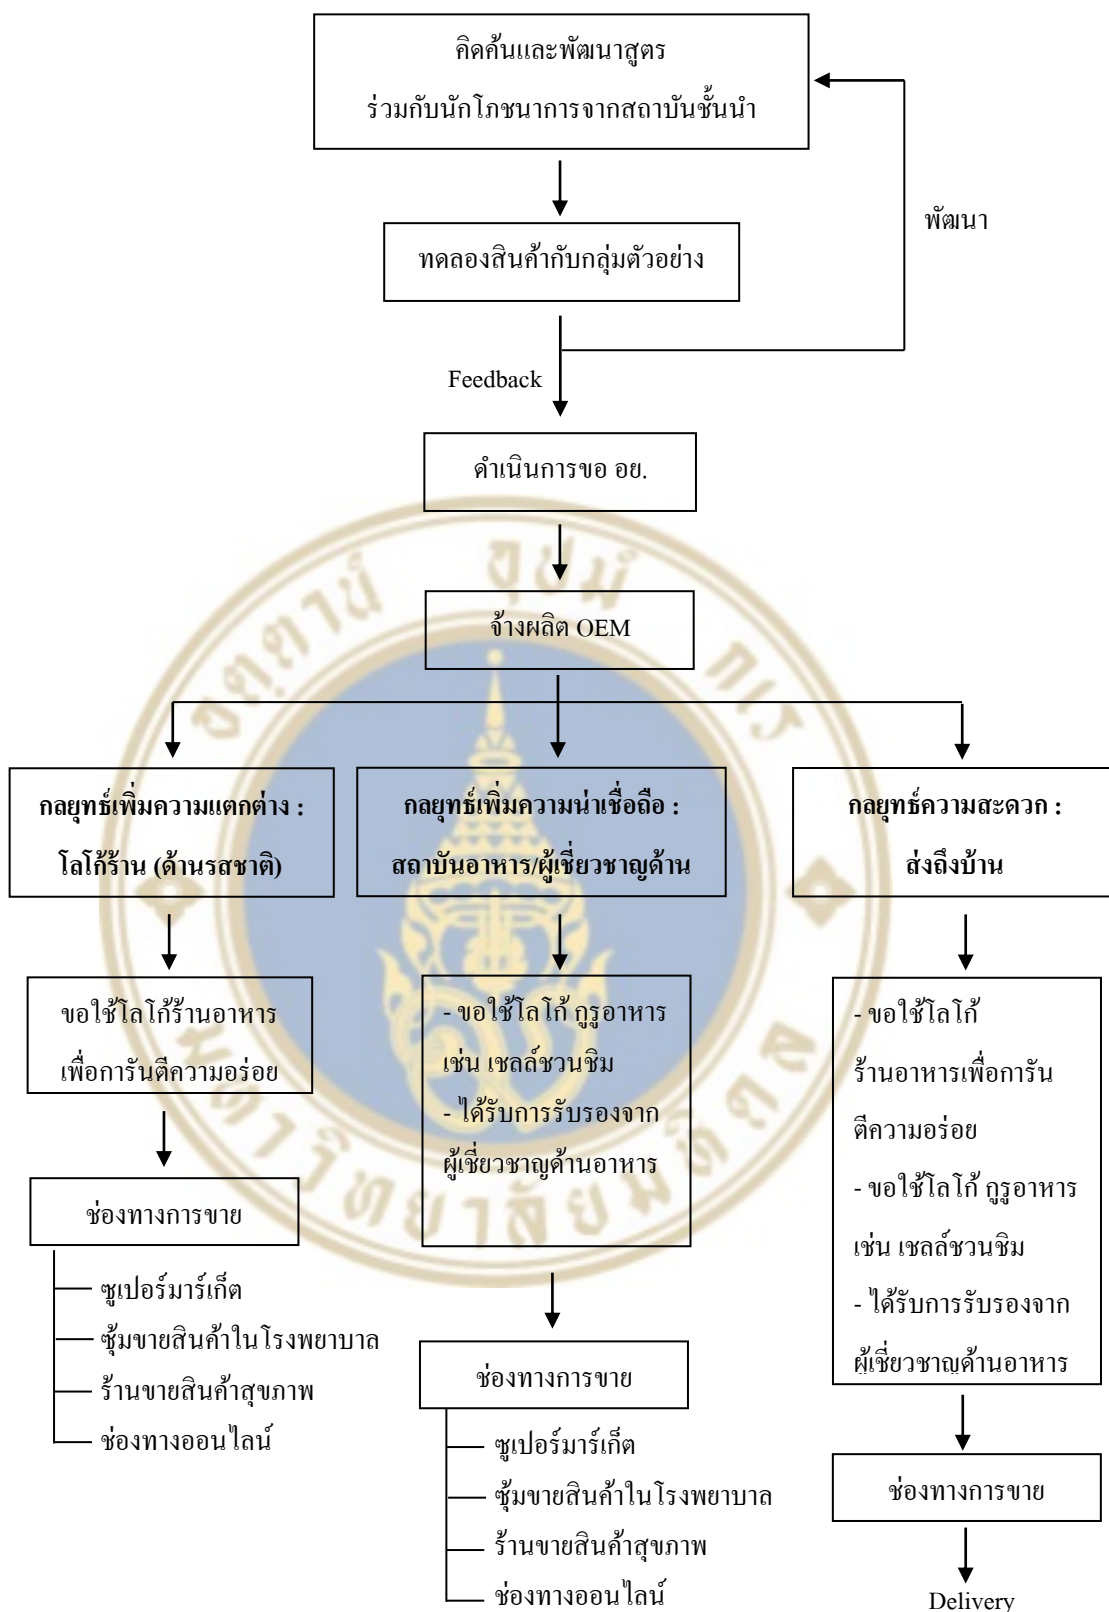 คิดค้นและพัฒนาสูตร
ร่วมกับนักโภชนาการจากสถาบันชั้นนำ
พัฒนา
ทดลองสินค้ากับกลุ่มตัวอย่าง
Feedback
ดำเนินการขอ อย.
จ้างผลิต OEM
กลยุทธ์เพิ่มความแตกต่าง :
โลโก้ร้าน (ด้านรสชาติ)
กลยุทธ์เพิ่มความน่าเชื่อถือ :
สถาบันอาหาร/ผู้เชี่ยวชาญด้าน
กลยุทธ์ความสะดวก :
ส่งถึงบ้าน
ขอใช้โลโก้ร้านอาหาร
เพื่อการันตีความอร่อย
ช่องทางการขาย
ซูเปอร์มาร์เก็ต
ซุ้มขายสินค้าในโรงพยาบาล
ร้านขายสินค้าสุขภาพ
ช่องทางออนไลน์
- ขอใช้โลโก้ กูรูอาหาร
เช่น เชลล์ชวนชิม
- ได้รับการรับรองจาก
ผู้เชี่ยวชาญด้านอาหาร
ช่องทางการขาย
ซูเปอร์มาร์เก็ต
ซุ้มขายสินค้าในโรงพยาบาล
ร้านขายสินค้าสุขภาพ
ช่องทางออนไลน์
- ขอใช้โลโก้
ร้านอาหารเพื่อการัน
ตีความอร่อย
- ขอใช้โลโก้ กูรูอาหาร
เช่น เชลล์ชวนชิม
- ได้รับการรับรองจาก
ผู้เชี่ยวชาญด้านอาหาร
ช่องทางการขาย
Delivery
อตฺตานํ อุปมํ กเร
มหาวิทยาลัยมหิดล